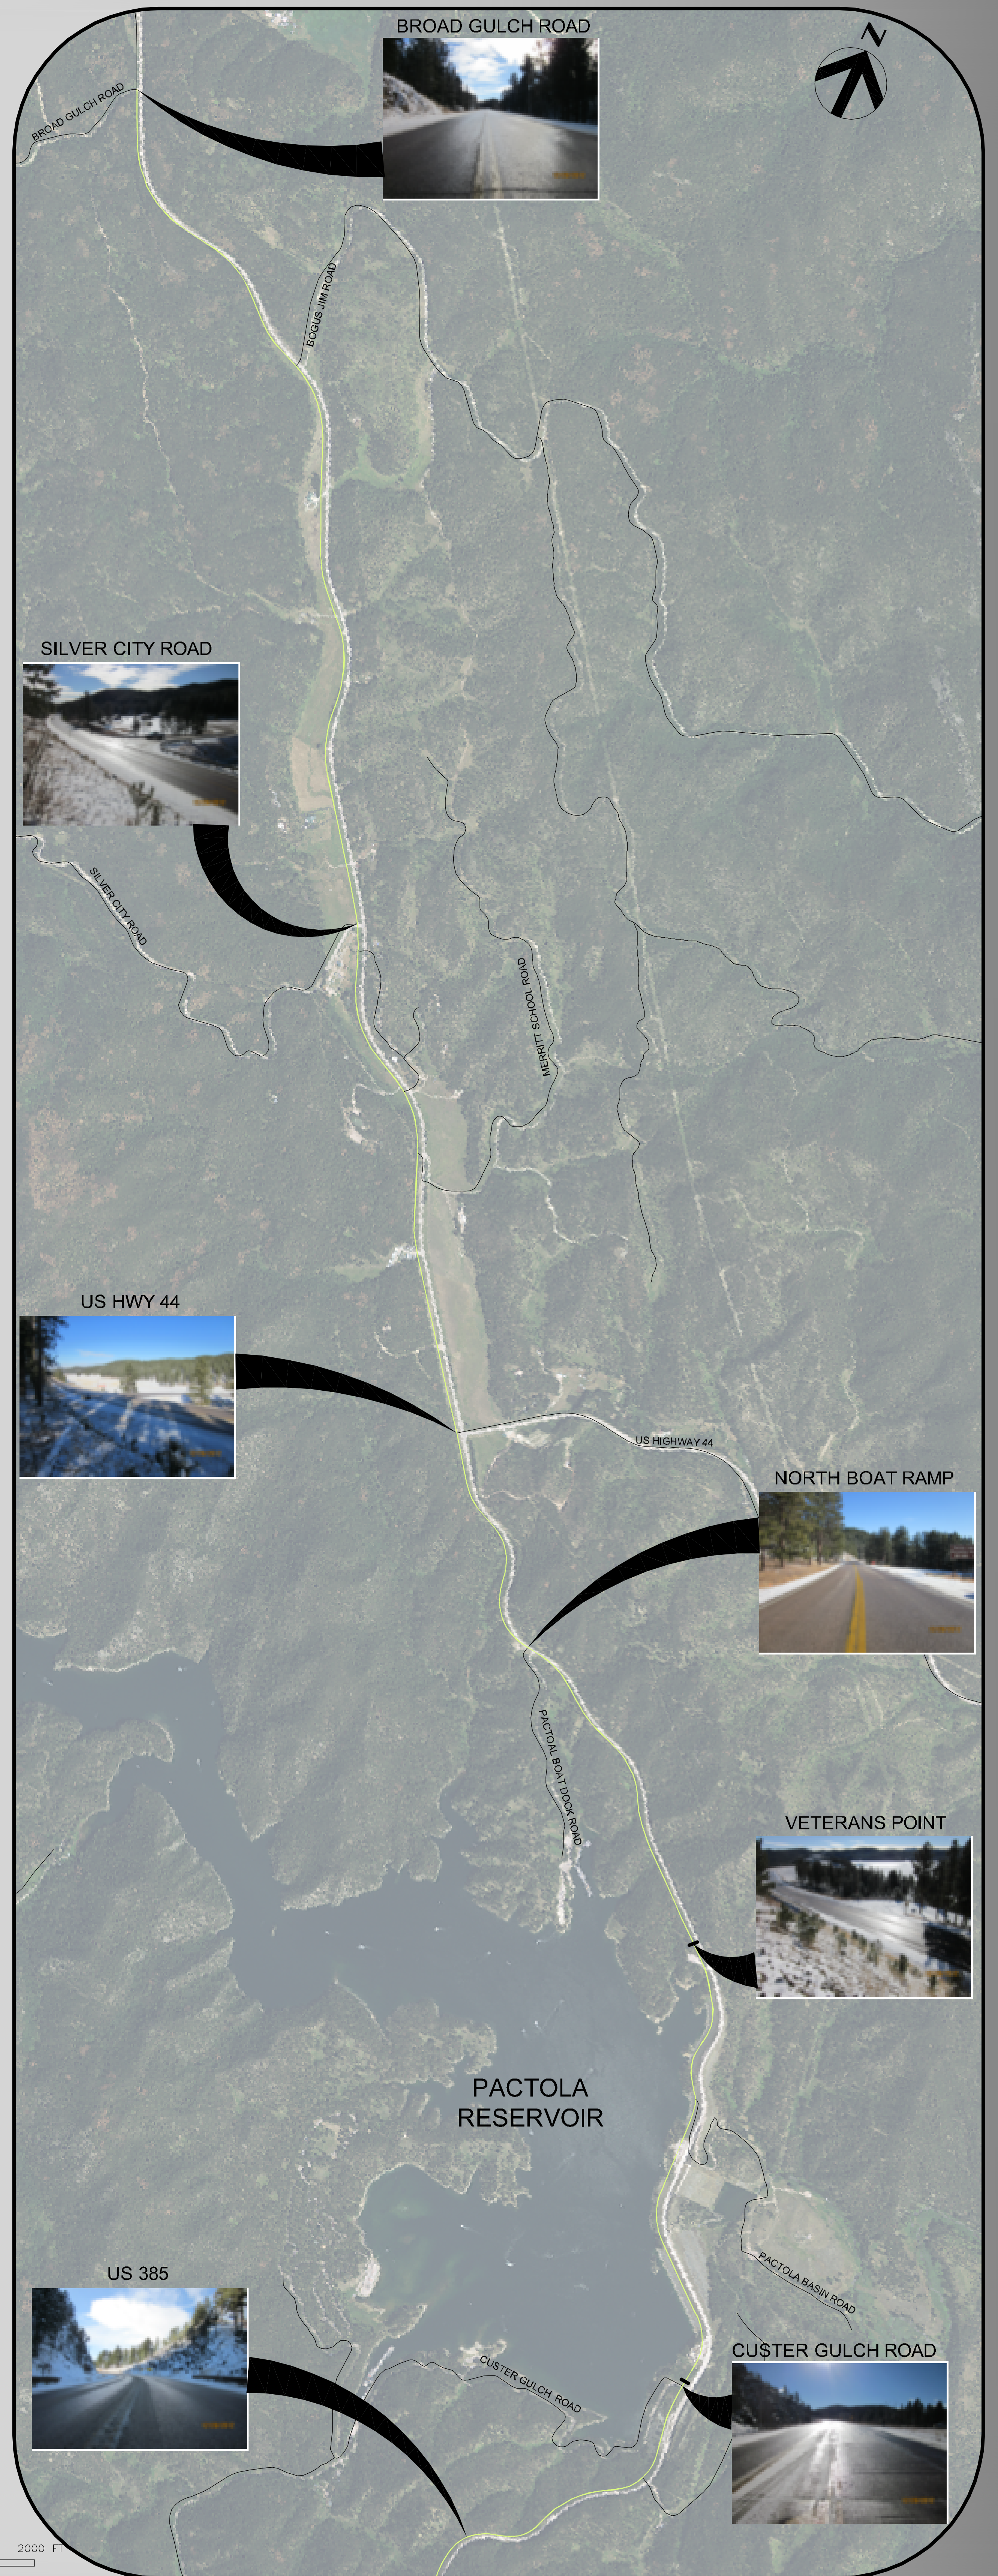 BROAD GULCH ROAD
N
BROAD GULCH ROAD
BOGUS JIM ROAD
SILVER CITY ROAD
SILVER CITY ROAD
MERRITT SCHOOL ROAD
US HWY 44
US HIGHWAY 44
NORTH BOAT RAMP
PACTOAL BOAT DOCK ROAD
VETERANS POINT
PACTOLA
RESERVOIR
PACTOLA BASIN ROAD
US 385
CUSTER GULCH ROAD
CUSTER GULCH ROAD
2000 FT